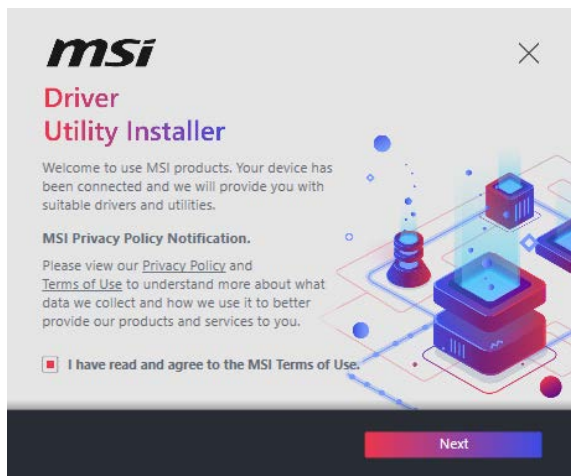 msi
Driver
Utility Installer
Welcome to use MSI products. Your device has
been connected and we will provide you with
suitable drivers and utilities.
MSI Privacy Policy Notification.
Please view our Privacy Policy and
Terms of Use to understand more about what
data we collect and how we use it to better
provide our products and services to you.
I have read and agree to the MSI Terms of Use.
Next